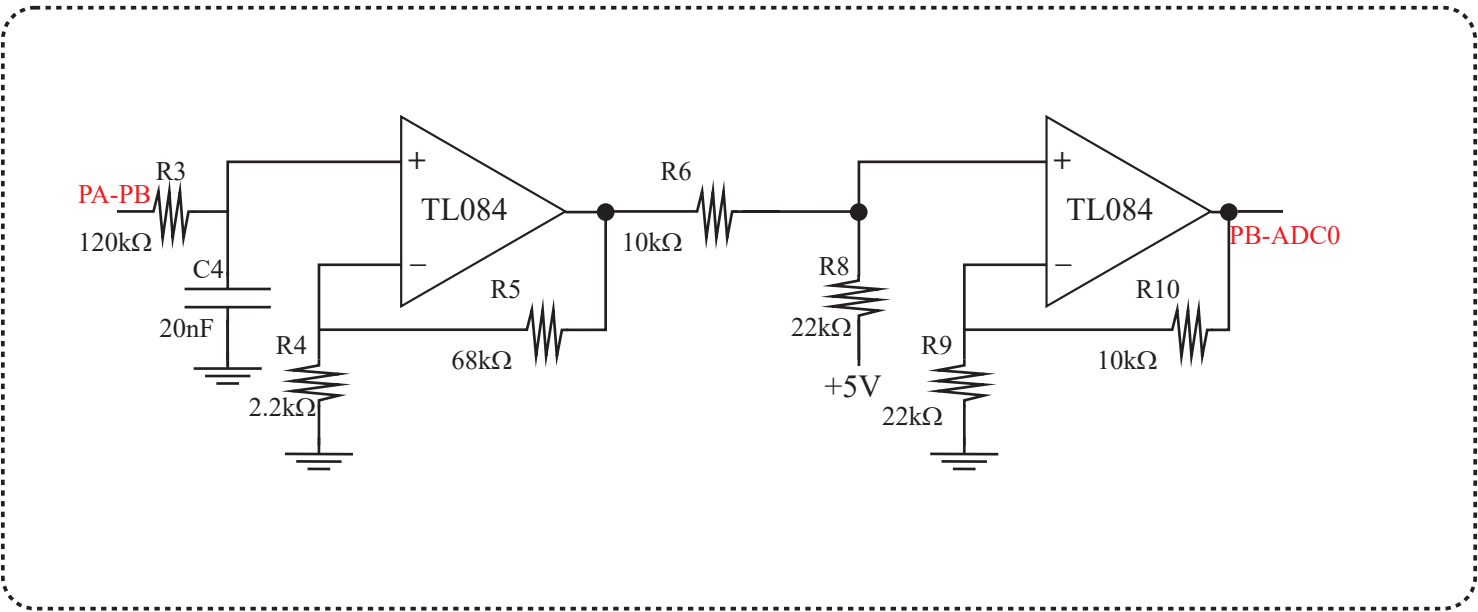 R3
PA-PB
120kΩ
C4
20nF
+
TL084
−
R4
2.2kΩ
R5
68kΩ
R6
10kΩ
R8
22kΩ
+5V
+
TL084
−
PB-ADC0
R9
22kΩ
R10
10kΩ